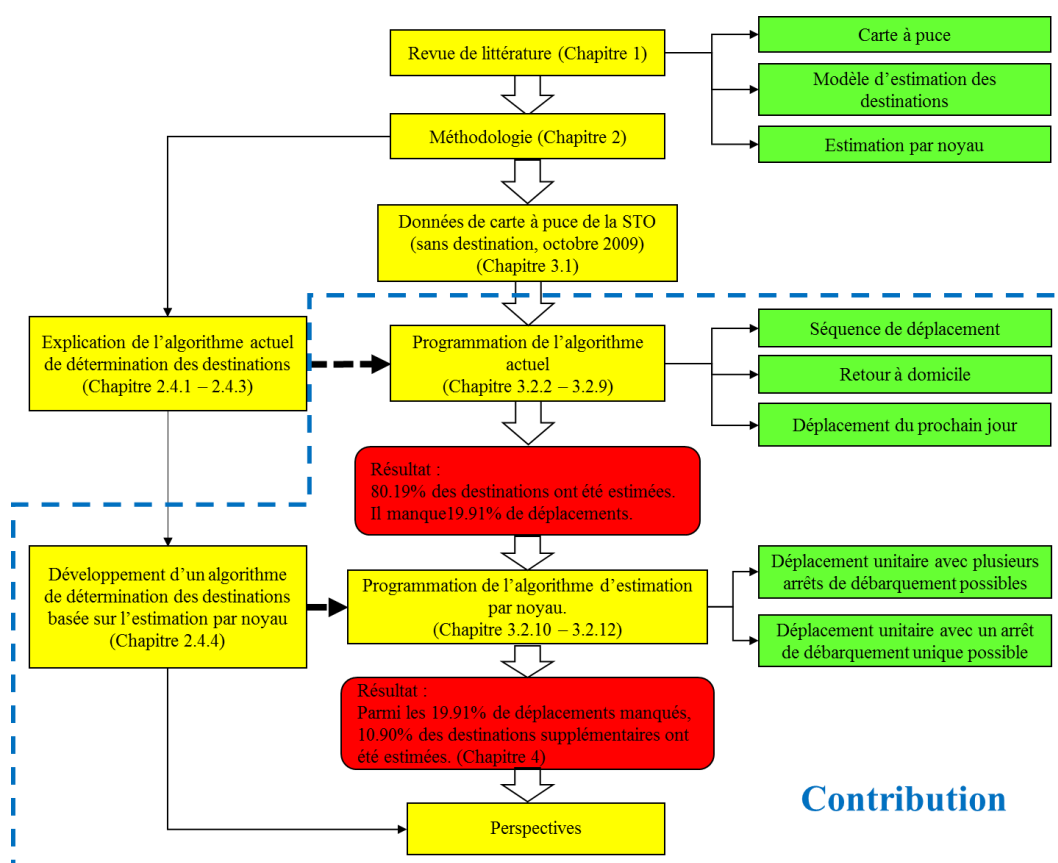 Revue de littérature (Chapitre 1)
Carte à puce
Modèle d'estimation des
destinations
Estimation par noyau
Méthodologie (Chapitre 2)
Données de carte à puce de la STO
(sans destination, octobre 2009)
(Chapitre 3.1)
Explication de l'algorithme actuel
de détermination des destinations
(Chapitre 2.4.1 – 2.4.3)
Programmation de l'algorithme
actuel
(Chapitre 3.2.2 – 3.2.9)
Séquence de déplacement
Retour à domicile
Déplacement du prochain jour
Résultat :
80.19% des destinations ont été estimées.
Il manque19.91% de déplacements.
Développement d'un algorithme
de détermination des destinations
basée sur l'estimation par noyau
(Chapitre 2.4.4)
Programmation de l'algorithme d'estimation
par noyau.
(Chapitre 3.2.10 – 3.2.12)
Déplacement unitaire avec plusieurs
arrêts de débarquement possibles
Déplacement unitaire avec un arrêt
de débarquement unique possible
Résultat :
Parmi les 19.91% de déplacements manqués,
10.90% des destinations supplémentaires ont
été estimées. (Chapitre 4)
Contribution
Perspectives